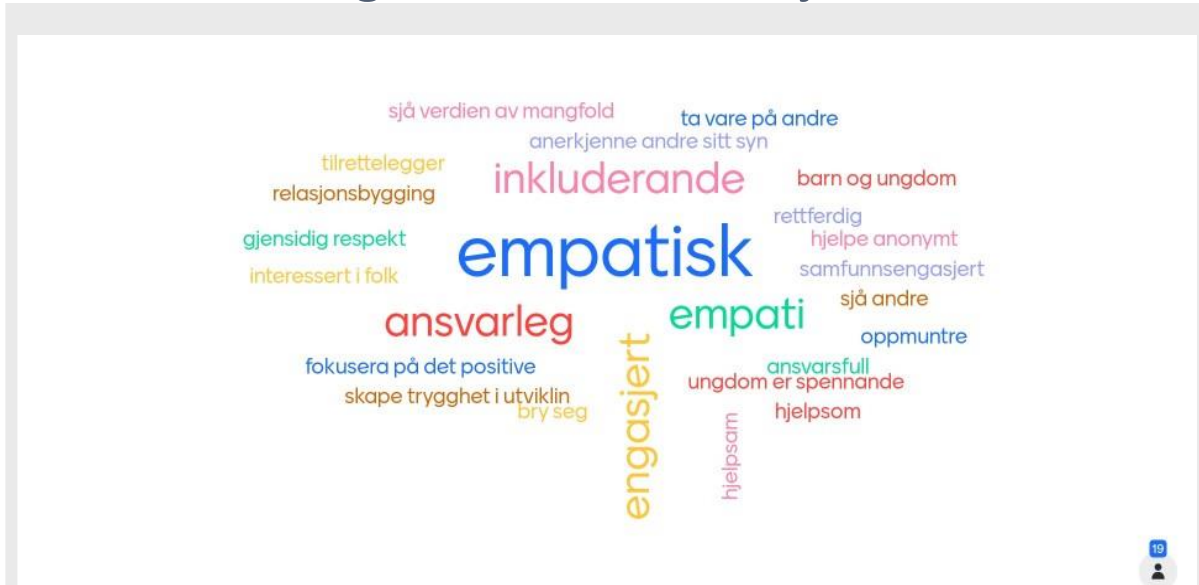 sjå verdien av mangfold
ta vare på andre
anerkjenne andre sitt syn
tilrettelegger
inkluderande
barn og ungdom
relasjonsbygging
rettferdig
gjensidig respekt
empatisk
hjelpe anonymt
interessert i folk
samfunnsengasjert
sjå andre
ansvarleg
empati
oppmuntre
fokusera på det positive
engasjert
ansvarsfull
ungdom er spennande
skape trygghet i utviklin
bry seg
hjelpsom
hjelpsam
19